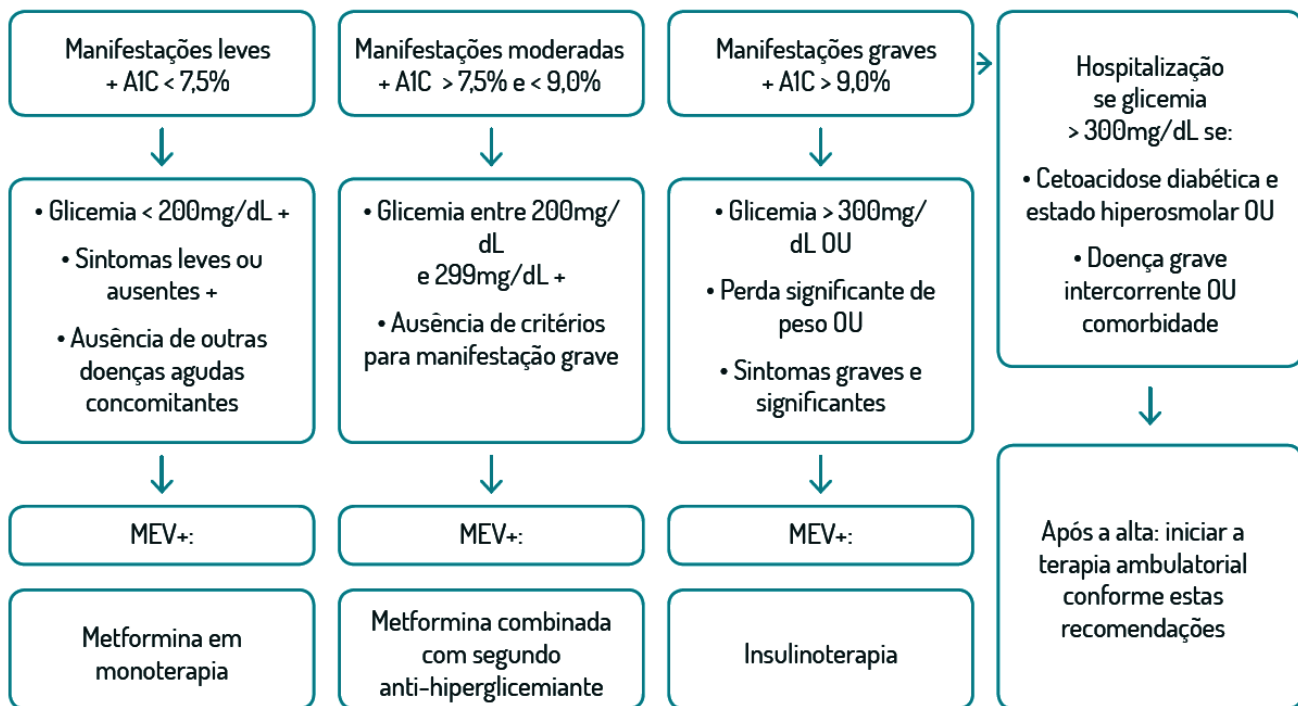 Manifestações leves
+ A1C < 7,5%
• Glicemia < 200mg/dL +
• Sintomas leves ou
ausentes +
• Ausência de outras
doenças agudas
concomitantes
MEV+:
Metformina em
monoterapia
Manifestações moderadas
+ A1C > 7,5% e < 9,0%
• Glicemia entre 200mg/
dL
e 299mg/dL +
• Ausência de critérios
para manifestação grave
MEV+:
Metformina combinada
com segundo
anti-hiperglicemiante
Manifestações graves
+ A1C > 9,0%
• Glicemia > 300mg/
dL OU
• Perda significante de
peso OU
• Sintomas graves e
significantes
MEV+:
Insulinoterapia
Hospitalização
se glicemia
> 300mg/dL se:
• Cetoacidose diabética e
estado hiperosmolar OU
• Doença grave
intercorrente OU
comorbidade
Após a alta: iniciar a
terapia ambulatorial
conforme estas
recomendações